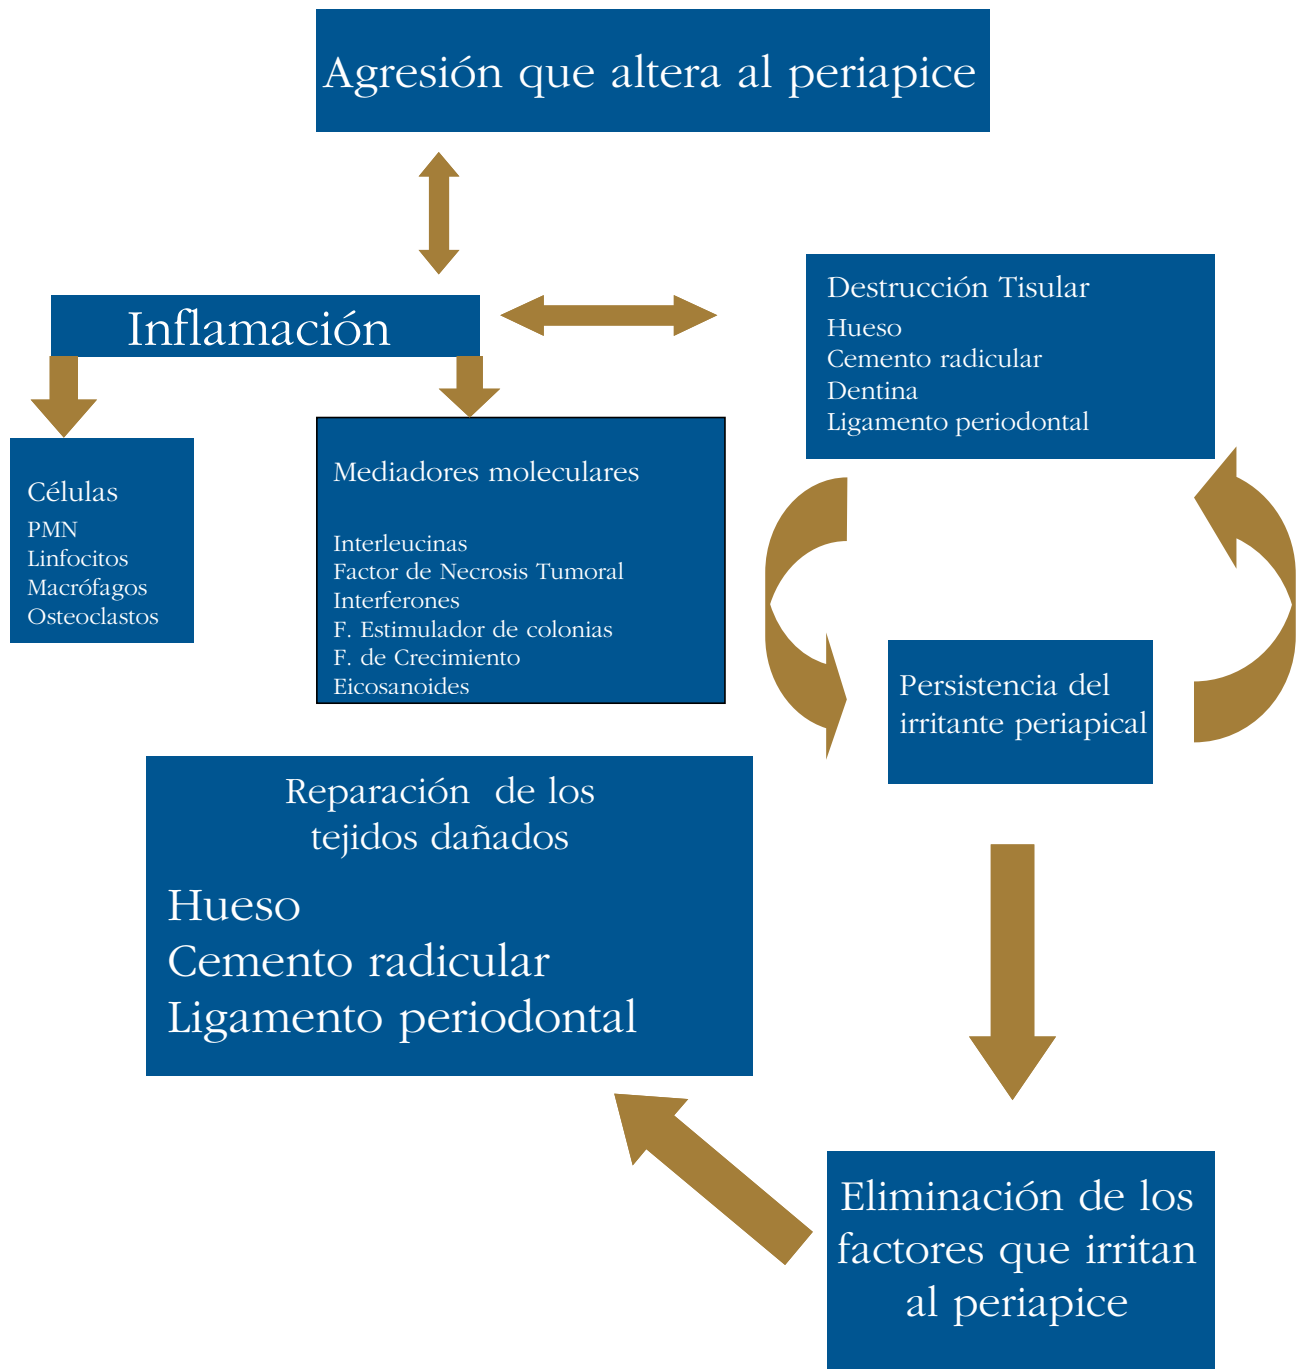 Agresión que altera al periapice
Inflamación
Destrucción Tisular
Hueso
Cemento radicular
Dentina
Ligamento periodontal
Células
PMN
Linfocitos
Macrófagos
Osteoclastos
Mediadores moleculares
Interleucinas
Factor de Necrosis Tumoral
Interferones
F. Estimulador de colonias
F. de Crecimiento
Eicosanoides
Persistencia del
irritante periapical
Reparación de los
tejidos dañados
Hueso
Cemento radicular
Ligamento periodontal
Eliminación de los
factores que irritan
al periapice